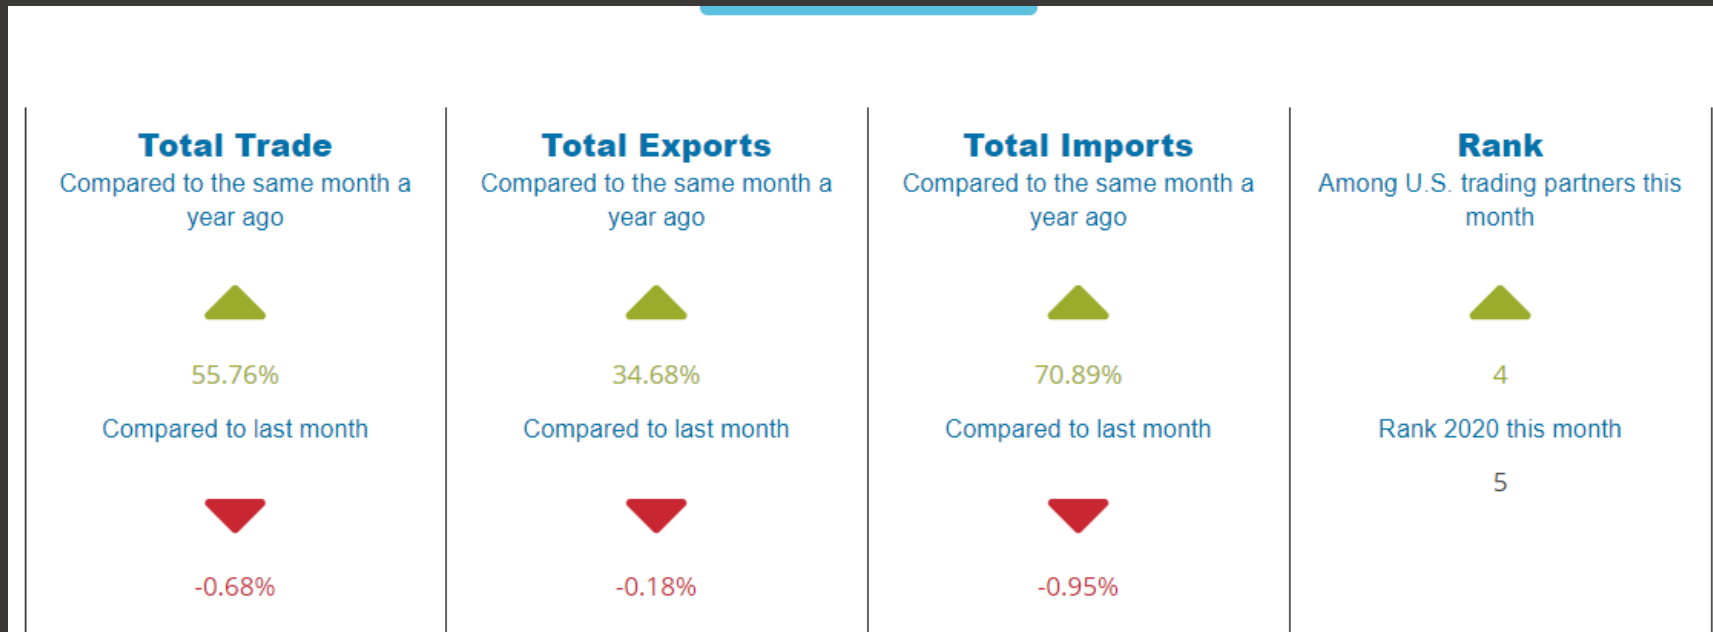 Total Trade
Compared to the same month a
year ago
55.76%
Compared to last month
-0.68%
Total Exports
Compared to the same month a
year ago
34.68%
Compared to last month
-0.18%
Total Imports
Compared to the same month a
year ago
70.89%
Compared to last month
-0.95%
Rank
Among U.S. trading partners this
month
4
Rank 2020 this month
5